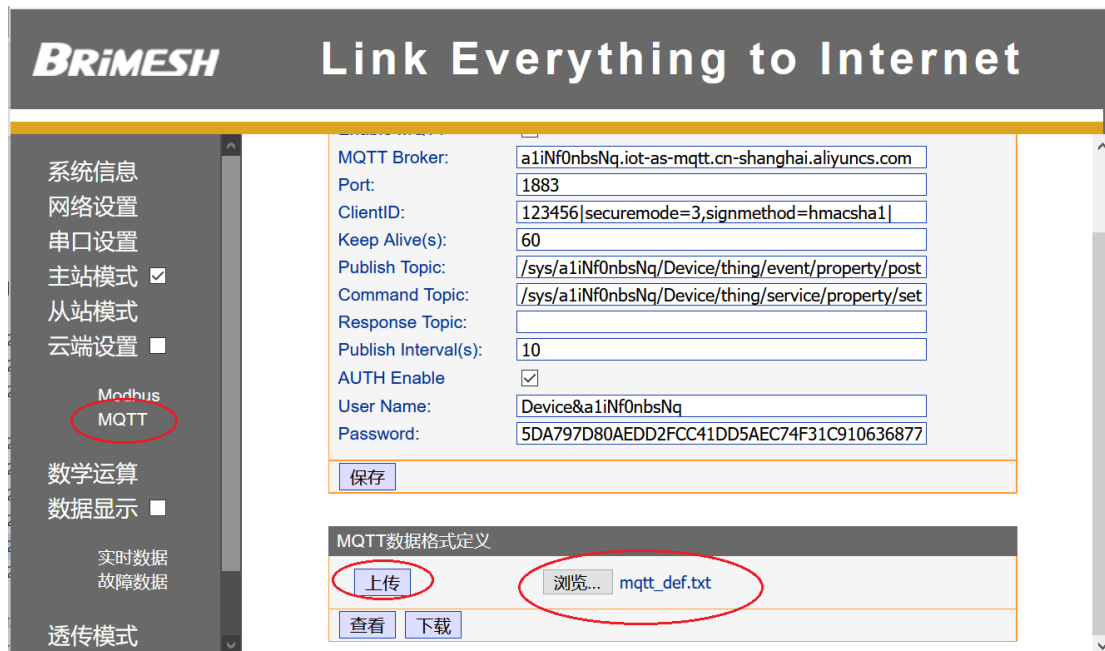 BRiMESH
Link Everything to Internet
系统信息
网络设置
串口设置
主站模式
从站模式
云端设置
Modbus
MQTT
数学运算
数据显示
实时数据
故障数据
透传模式
MQTT Broker: a1iNf0nbsNq.iot-as-mqtt.cn-shanghai.aliyuncs.com
Port: 1883
ClientID: 123456|securemode=3,signmethod=hmacsha1|
Keep Alive(s): 60
Publish Topic: /sys/a1iNf0nbsNq/Device/thing/event/property/post
Command Topic: /sys/a1iNf0nbsNq/Device/thing/service/property/set
Response Topic:
Publish Interval(s): 10
AUTH Enable
User Name: Device&a1iNf0nbsNq
Password: 5DA797D80AEDD2FCC41DD5AEC74F31C910636877
保存
MQTT数据格式定义
上传 浏览... mqtt_def.txt
查看 下载